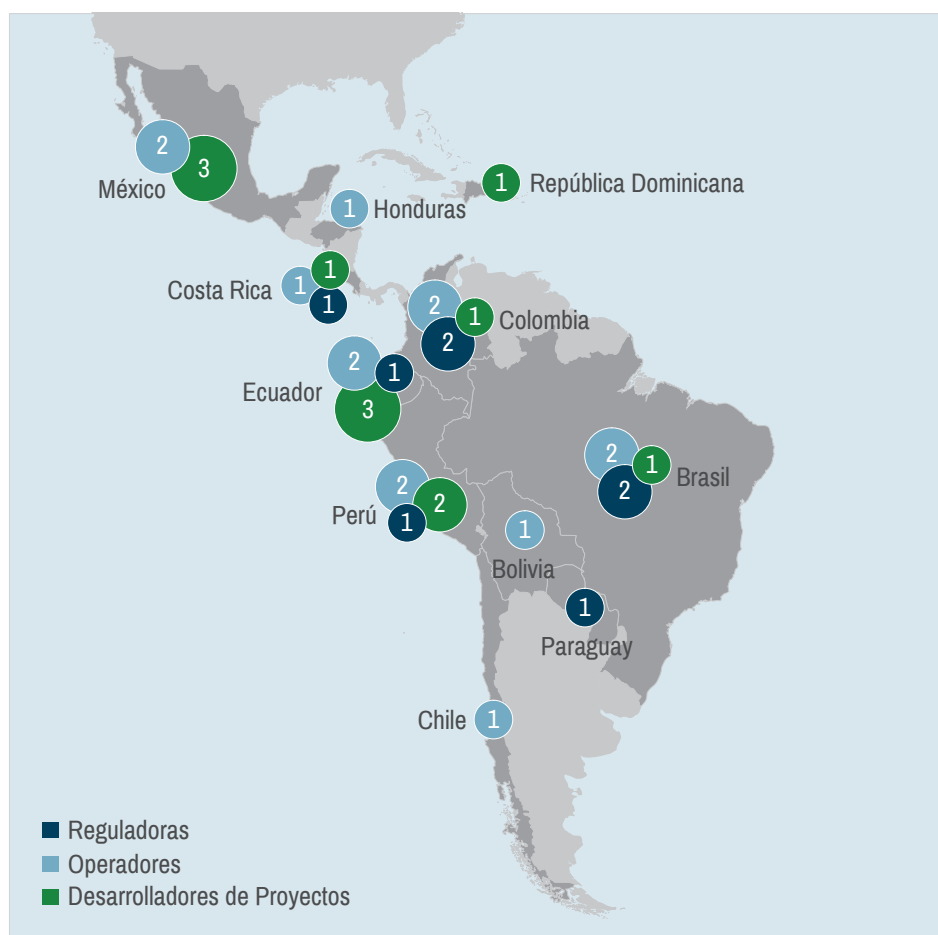 2
3
México
1
República Dominicana
1
Honduras
1
Costa Rica
1
1
2
1
2
Colombia
2
1
Ecuador
3
2
1
2
Brasil
2
2
Perú
1
1
Bolivia
1
Paraguay
Chile
1
Reguladoras
Operadores
Desarrolladores de Proyectos